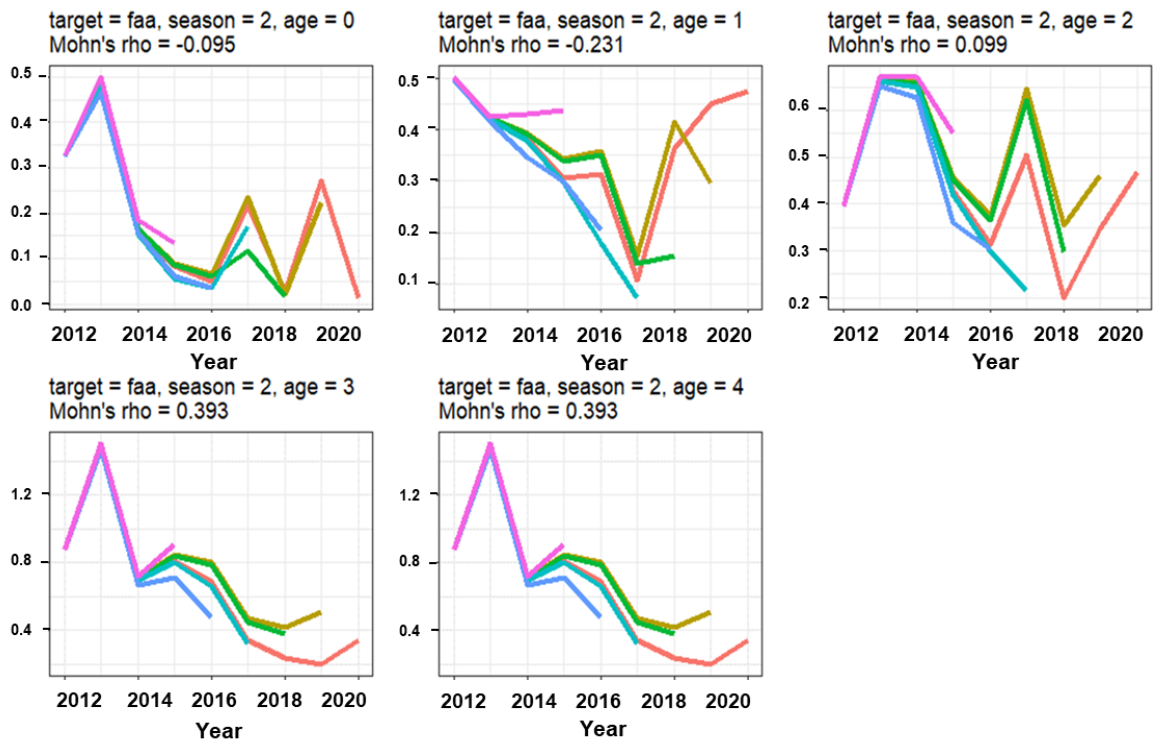 target = faa, season = 2, age = 0
Mohn's rho = -0.095
0.5
0.4
0.3
0.2
0.1
0.0
2012 2014 2016 2018 2020
Year
target = faa, season = 2, age = 1
Mohn's rho = -0.231
0.5
0.4
0.3
0.2
0.1
2012 2014 2016 2018 2020
Year
target = faa, season = 2, age = 2
Mohn's rho = 0.099
0.6
0.5
0.4
0.3
0.2
2012 2014 2016 2018 2020
Year
target = faa, season = 2, age = 3
Mohn's rho = 0.393
1.2
0.8
0.4
2012 2014 2016 2018 2020
Year
target = faa, season = 2, age = 4
Mohn's rho = 0.393
1.2
0.8
0.4
2012 2014 2016 2018 2020
Year